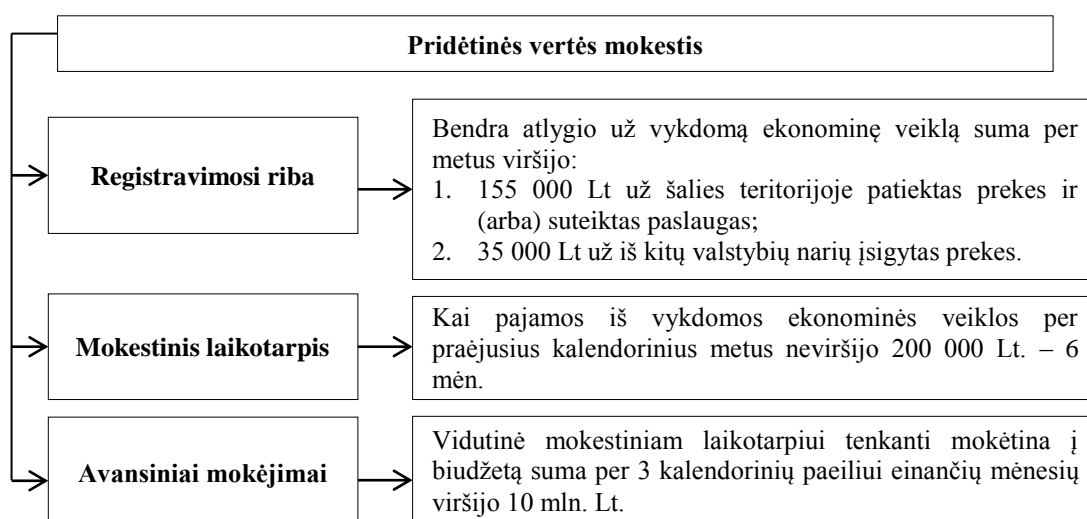 Pridėtinės vertės mokestis
Registravimosi riba
Bendra atlygio už vykdomą ekonominę veiklą suma per
metus viršijo:
1. 155 000 Lt už šalies teritorijoje patiektas prekes ir
(arba) suteiktas paslaugas;
2. 35 000 Lt už iš kitų valstybių narių įsigytas prekes.
Mokestinis laikotarpis
Kai pajamos iš vykdomos ekonominės veiklos per
praėjusius kalendorinius metus neviršijo 200 000 Lt. – 6
mėn.
Avansiniai mokėjimai
Vidutinė mokestiniam laikotarpiui tenkanti mokėtina į
biudžetą suma per 3 kalendorinių paeiliui einančių mėnesių
viršijo 10 mln. Lt.